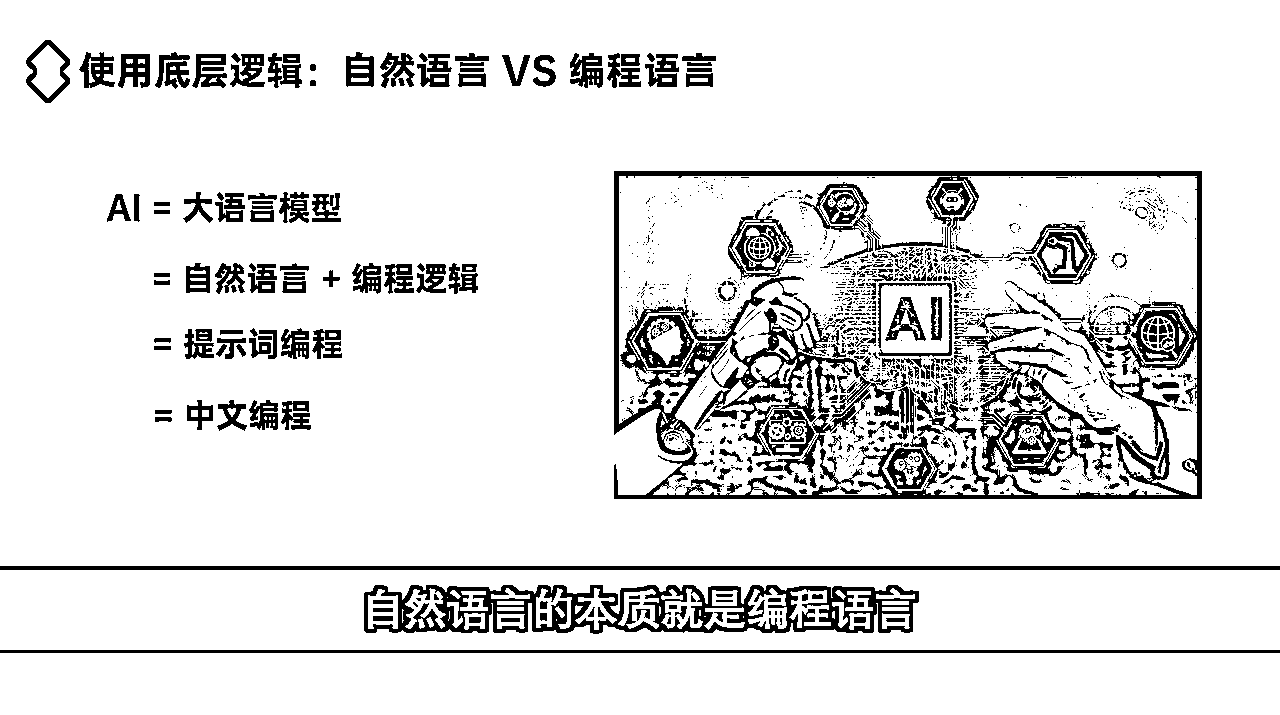 使用底层逻辑：自然语言 VS 编程语言
AI = 大语言模型
= 自然语言 + 编程逻辑
= 提示词编程
= 中文编程
AI
自然语言的本质就是编程语言